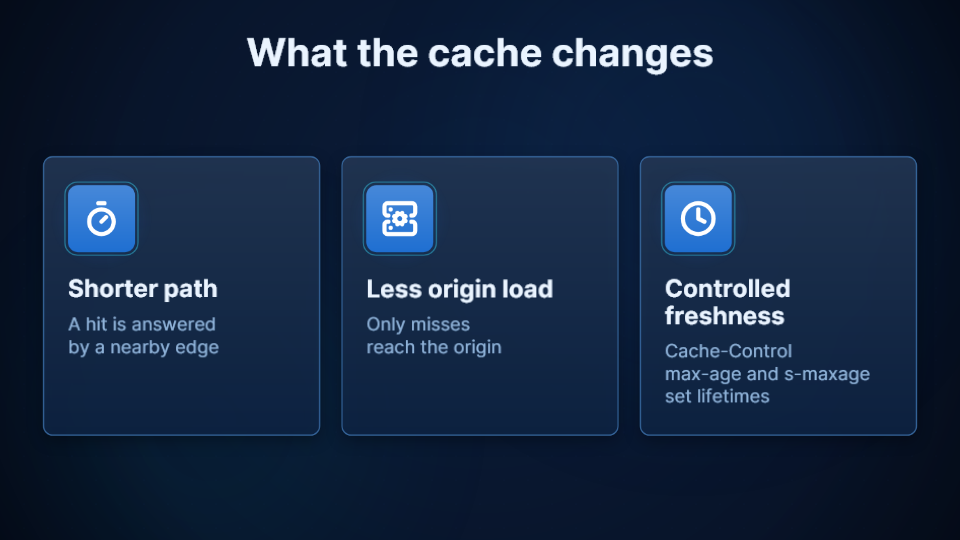 What the cache changes
Shorter path
A hit is answered
by a nearby edge
Less origin load
Only misses
reach the origin
Controlled
freshness
Cache-Control
max-age and s-maxage
set lifetimes